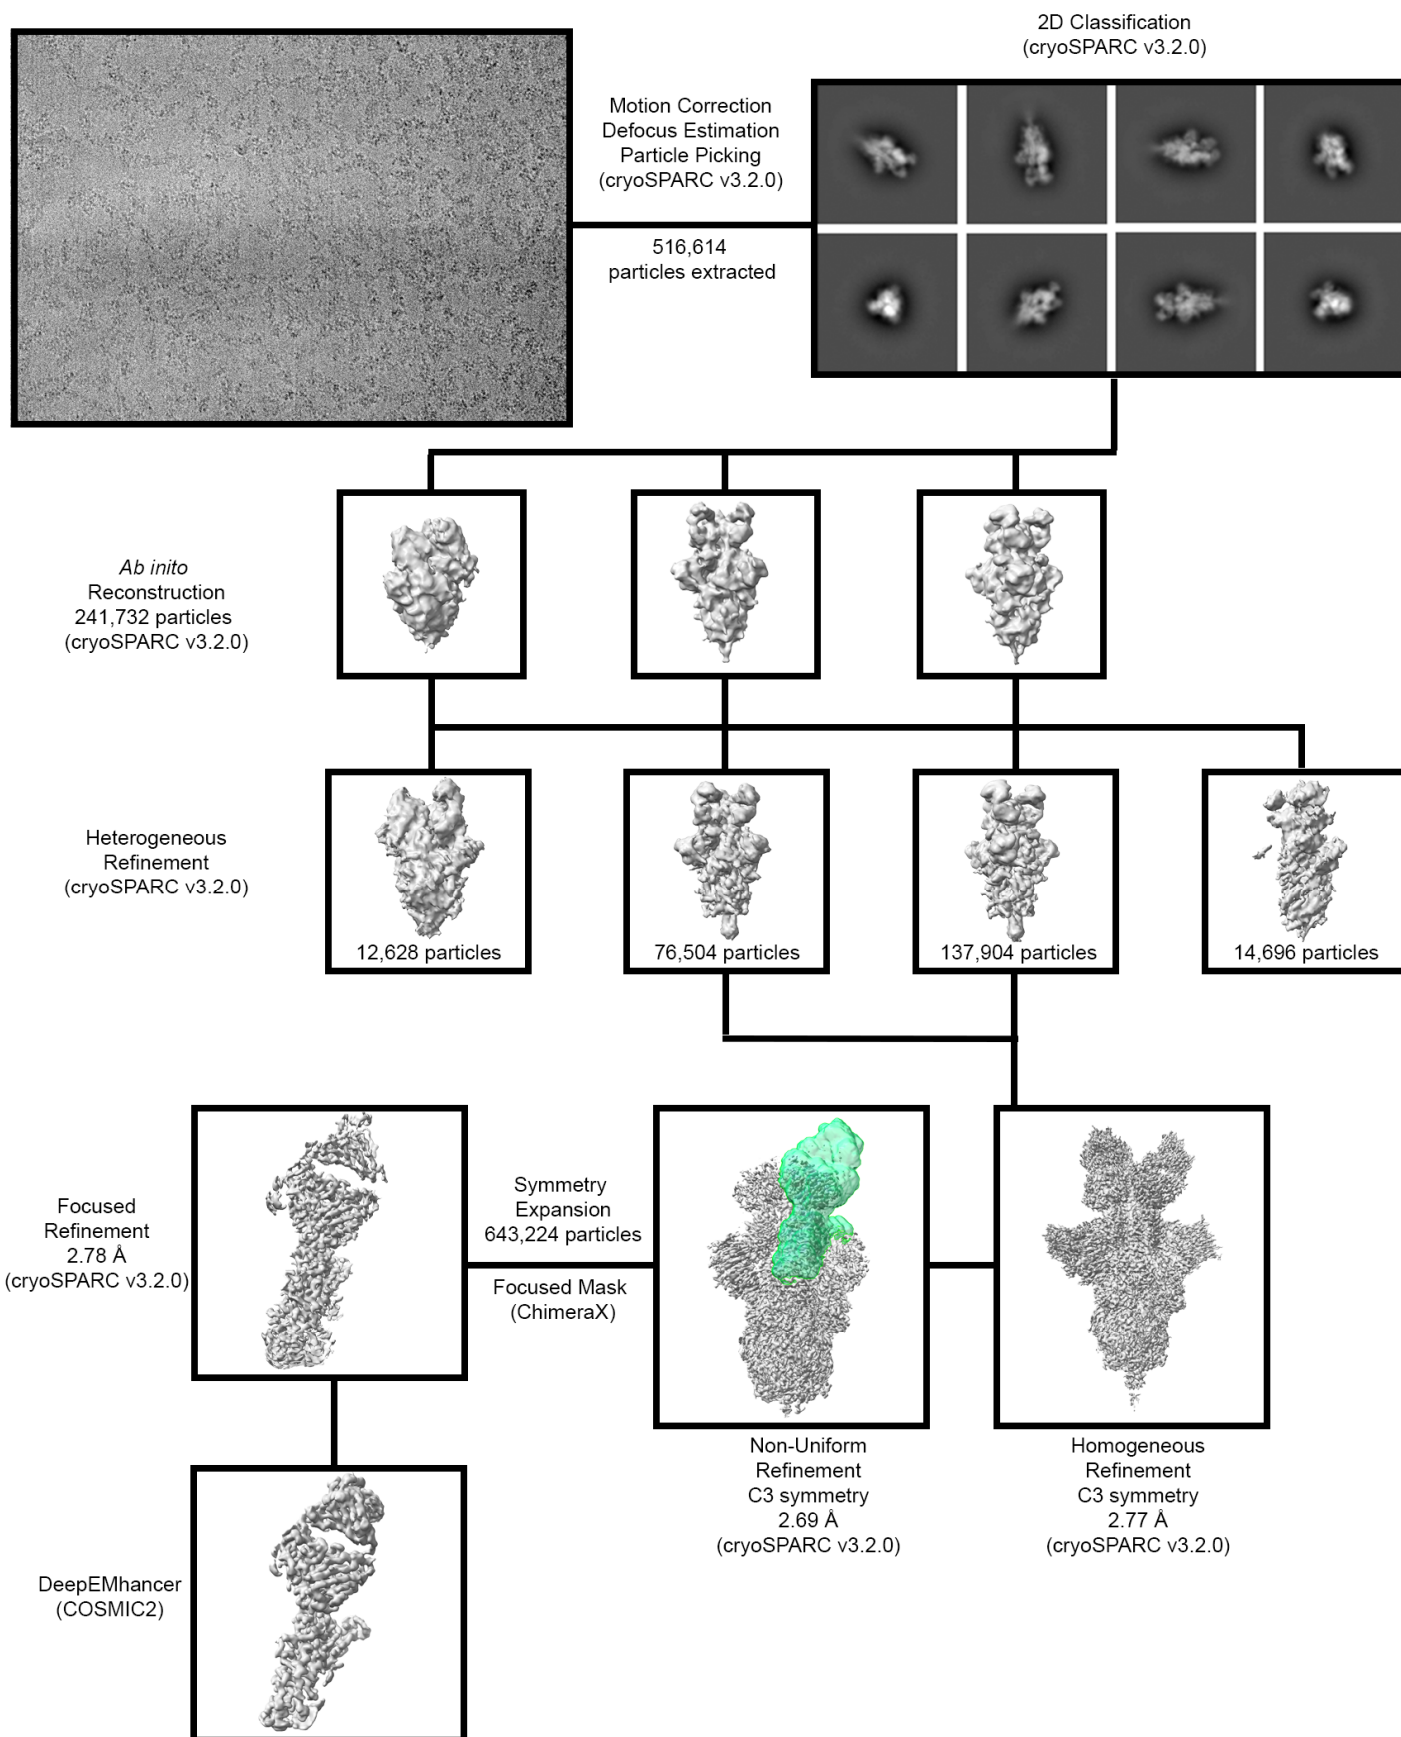 2D Classification
(cryoSPARC v3.2.0)
Motion Correction
Defocus Estimation
Particle Picking
(cryoSPARC v3.2.0)
516,614
particles extracted
Ab inito
Reconstruction
241,732 particles
(cryoSPARC v3.2.0)
Heterogeneous
Refinement
(cryoSPARC v3.2.0)
12,628 particles
76,504 particles
137,904 particles
14,696 particles
Focused
Refinement
2.78 Å
(cryoSPARC v3.2.0)
Symmetry
Expansion
643,224 particles
Focused Mask
(ChimeraX)
Non-Uniform
Refinement
C3 symmetry
2.69 Å
(cryoSPARC v3.2.0)
Homogeneous
Refinement
C3 symmetry
2.77 Å
(cryoSPARC v3.2.0)
DeepEMhancer
(COSMIC2)